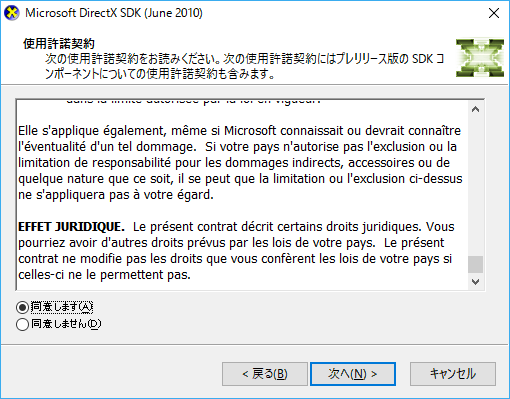 Microsoft DirectX SDK (June 2010)
使用許諾契約
次の使用許諾契約をお読みください。次の使用許諾契約にはプレリリース版の SDK コ
ンポーネントについての使用許諾契約も含みます。
dans la limite autorisée par la loi en vigueur.
Elle s'applique également, même si Microsoft connaissait ou devrait connaître
l'éventualité d'un tel dommage.  Si votre pays n'autorise pas l'exclusion ou la
limitation de responsabilité pour les dommages indirects, accessoires ou de
quelque nature que ce soit, il se peut que la limitation ou l'exclusion ci-dessus
ne s'appliquera pas à votre égard.
EFFET JURIDIQUE.  Le présent contrat décrit certains droits juridiques. Vous
pourriez avoir d'autres droits prévus par les lois de votre pays.  Le présent
contrat ne modifie pas les droits que vous confèrent les lois de votre pays si
celles-ci ne le permettent pas.
同意します(A)
同意しません(D)
< 戻る(B)
次へ(N) >
キャンセル